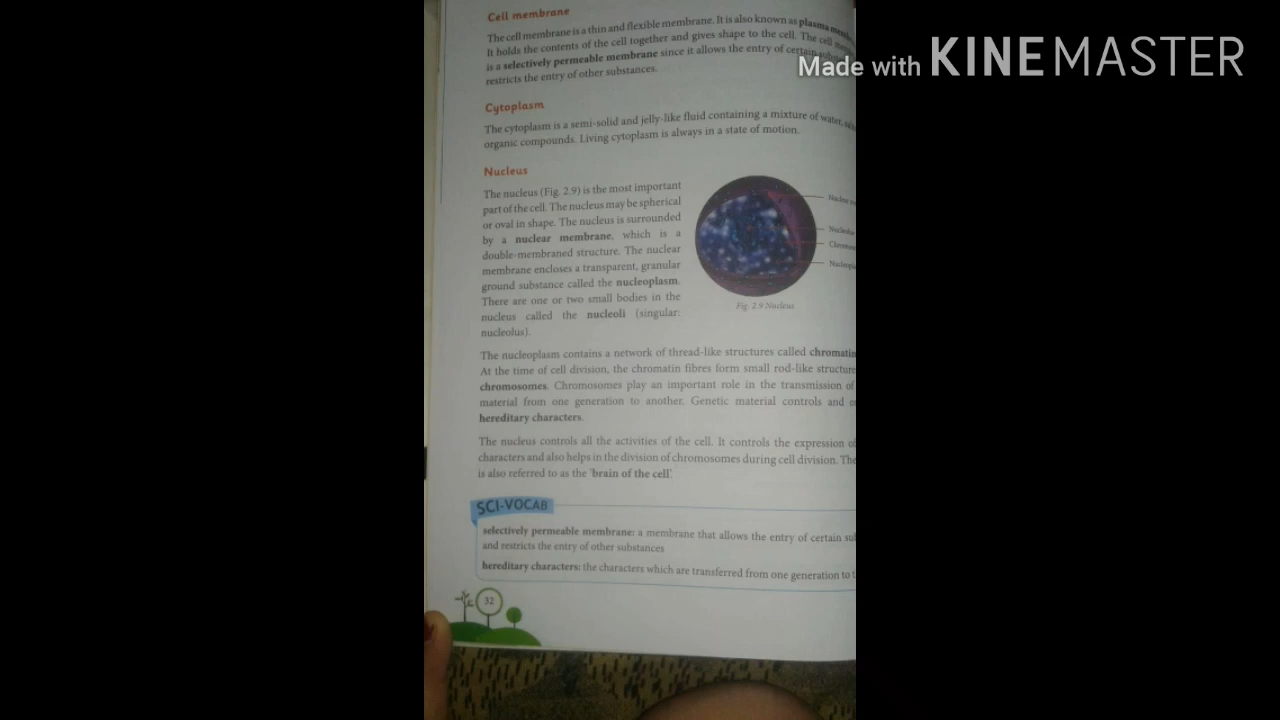 Cell membrane
The cell membrane is a thin and flexible membrane. It is also known as plasma
It holds the contents of the cell together and gives shape to the cell. The cell
is a selectively permeable membrane since it allows the entry of certain
restricts the entry of other substances.
Made with KINEMASTER
Cytoplasm
The cytoplasm is a semi-solid and jelly-like fluid containing a mixture of water,
organic compounds. Living cytoplasm is always in a state of motion.
Nucleus
The nucleus (Fig. 2.9) is the most important
part of the cell. The nucleus may be spherical
or oval in shape. The nucleus is surrounded
by a nuclear membrane, which is a
double-membraned structure. The nuclear
membrane encloses a transparent, granular
ground substance called the nucleoplasm.
There are one or two small bodies in the
nucleus called the nucleoli (singular:
nucleolus).
Nucleolus
Fig. 2.9 Nucleus
The nucleoplasm contains a network of thread-like structures called chromatin
At the time of cell division, the chromatin fibres form small rod-like structure
chromosomes. Chromosomes play an important role in the transmission of
material from one generation to another. Genetic material controls and
hereditary characters.
The nucleus controls all the activities of the cell. It controls the expression of
characters and also helps in the division of chromosomes during cell division. The
is also referred to as the 'brain of the cell'.
SCI-VOCAB
selectively permeable membrane: a membrane that allows the entry of certain
and restricts the entry of other substances
hereditary characters: the characters which are transferred from one generation to
32